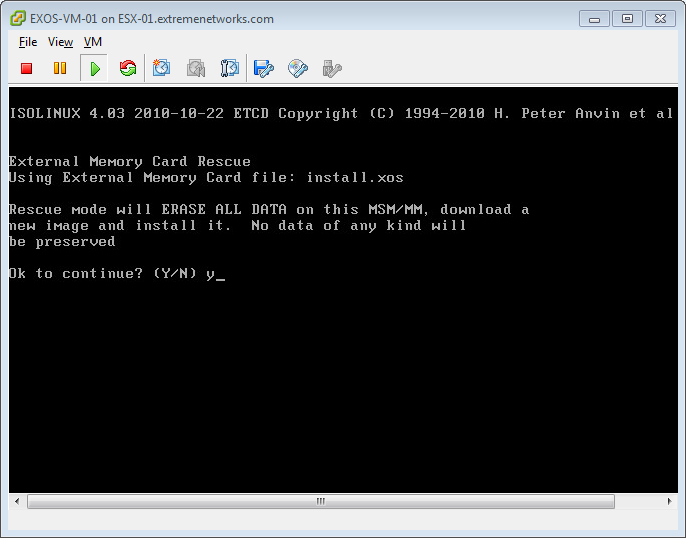 EXOS-VM-01 on ESX-01.extremenetworks.com
File View VM
ISOLINUX 4.03 2010-10-22 ETCD Copyright (C) 1994-2010 H. Peter Anvin et al
External Memory Card Rescue
Using External Memory Card file: install.xos
Rescue mode will ERASE ALL DATA on this MSM/MM, download a
new image and install it.  No data of any kind will
be preserved
Ok to continue? (Y/N) y_